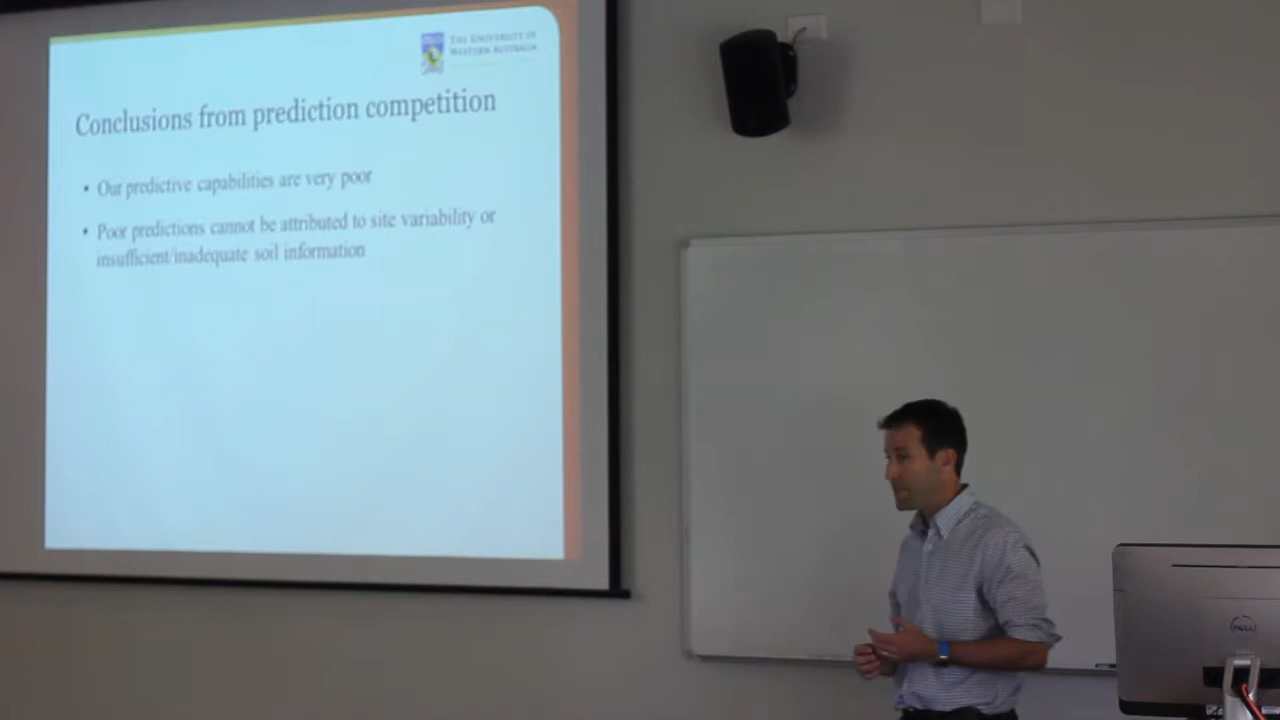 THE UNIVERSITY OF
WESTERN AUSTRALIA
Conclusions from prediction competition
• Our predictive capabilities are very poor
• Poor predictions cannot be attributed to site variability or
insufficient/inadequate soil information
DELL